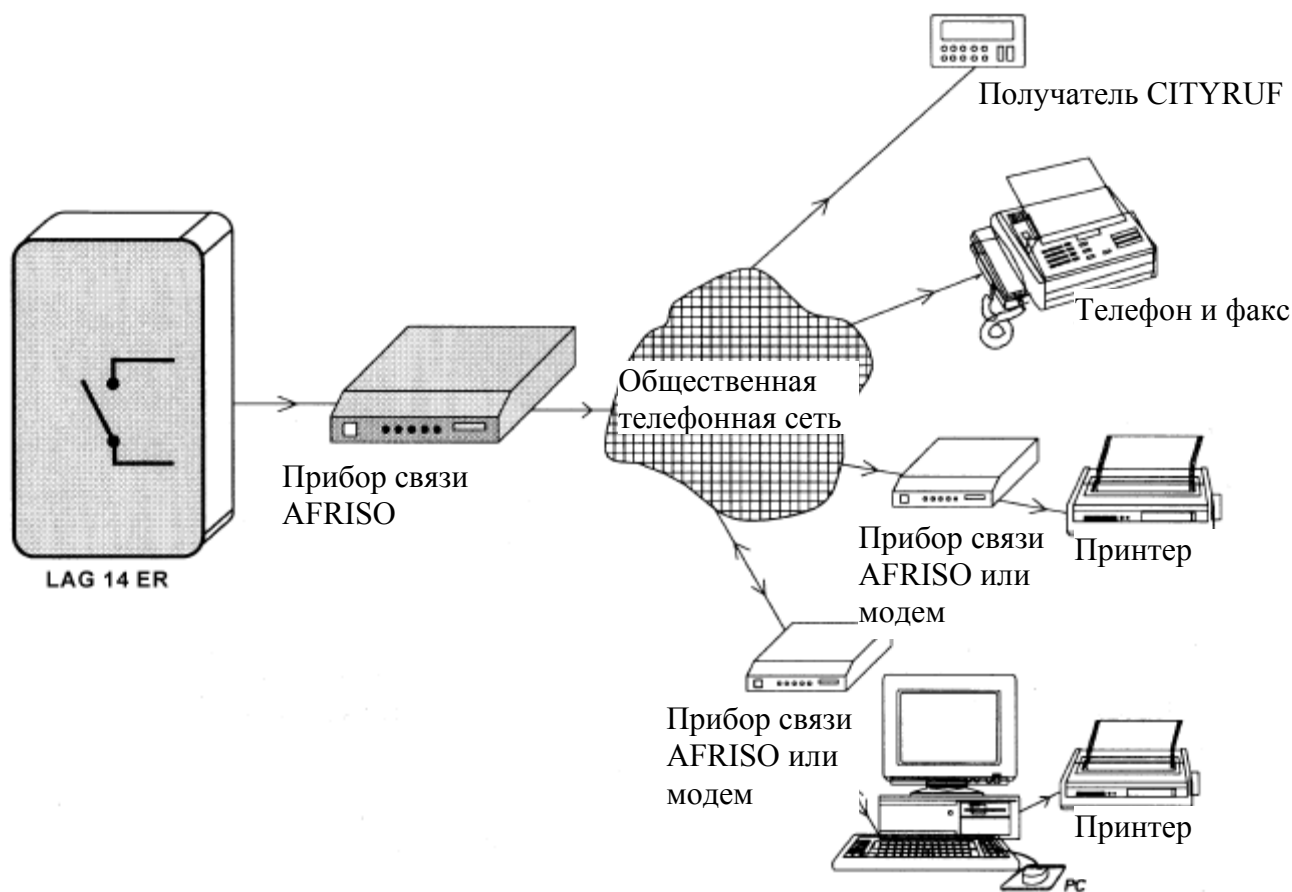 Получатель CITYRUF
Телефон и факс
Общественная
телефонная сеть
Прибор связи
AFRISO
LAG 14 ER
Прибор связи
AFRISO или
модем
Принтер
Прибор связи
AFRISO или
модем
Принтер
PC